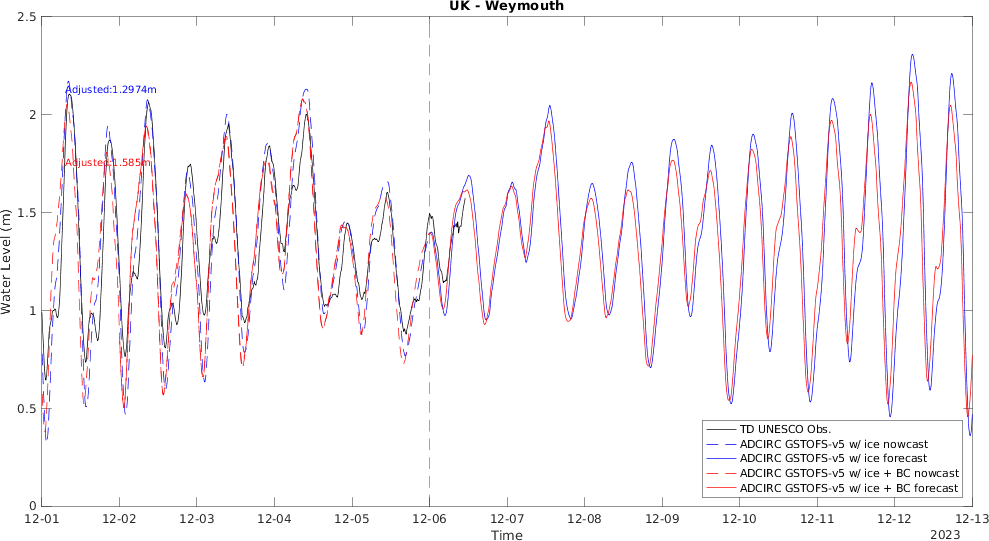 UK - Weymouth
2.5
2
1.5
1
0.5
0
Water Level (m)
Adjusted:1.2974m
Adjusted:1.585m
TD UNESCO Obs.
ADCIRC GSTOFS-v5 w/ ice nowcast
ADCIRC GSTOFS-v5 w/ ice forecast
ADCIRC GSTOFS-v5 w/ ice + BC nowcast
ADCIRC GSTOFS-v5 w/ ice + BC forecast
12-01 12-02 12-03 12-04 12-05 12-06 12-07 12-08 12-09 12-10 12-11 12-12 12-13
Time
2023